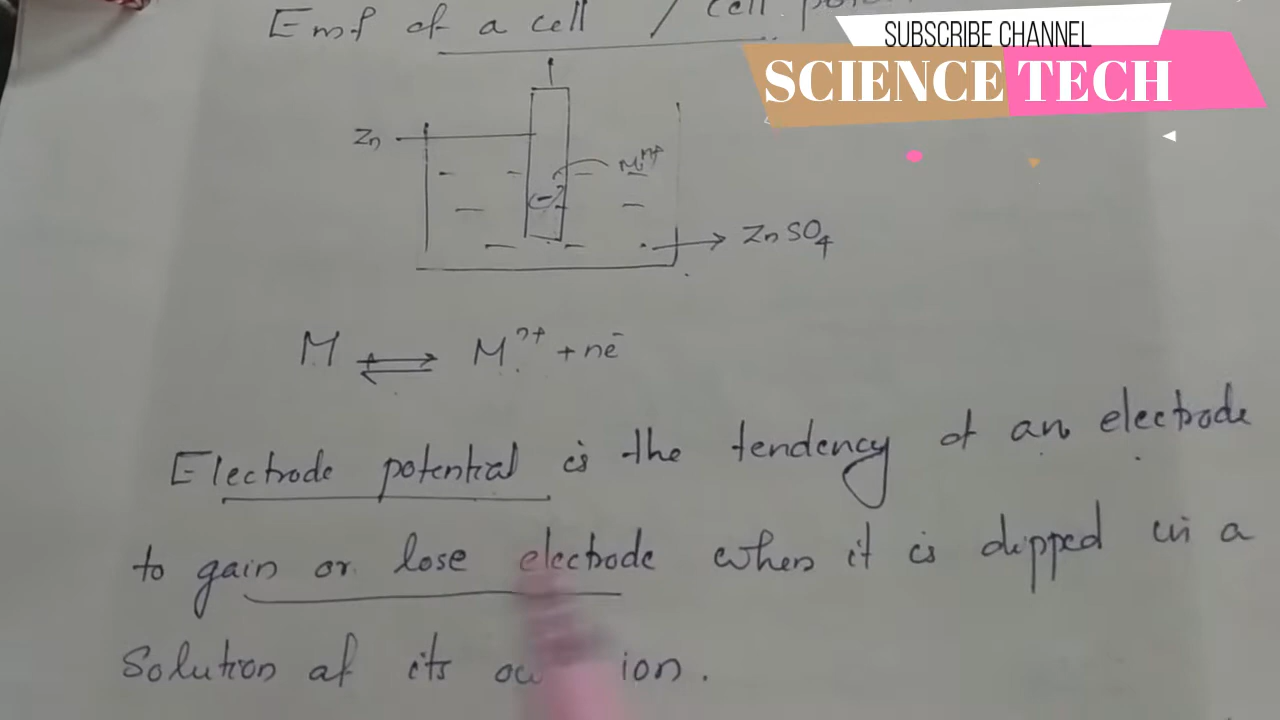 Emf of a cell / cell
SUBSCRIBE CHANNEL
SCIENCE TECH
Zn
Mn+
ZnSO4
M ⇌ Mn+ + ne-
Electrode potential is the tendency of an electrode
to gain or lose electrode when it is dipped in a
Solution of its ion.